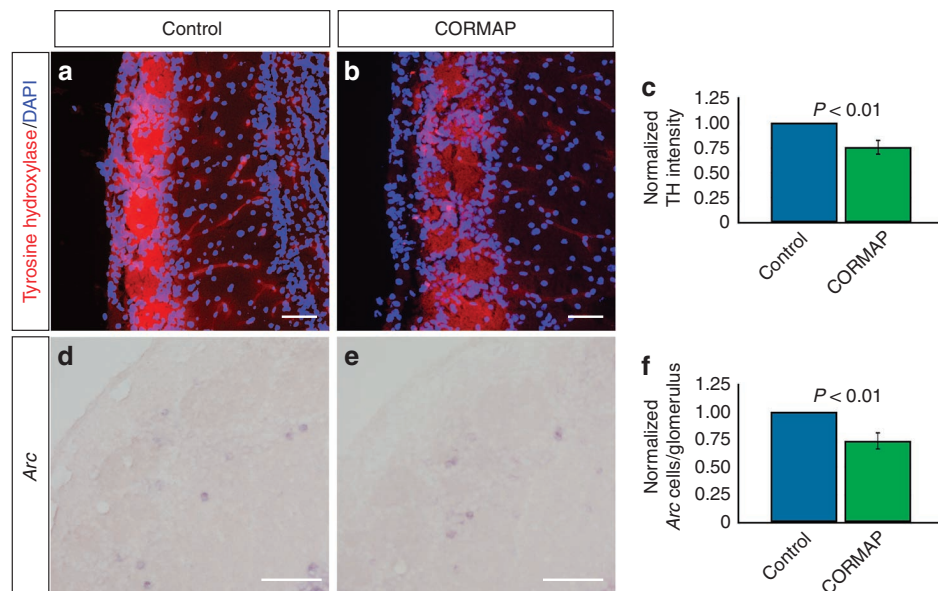 Control
CORMAP
Tyrosine hydroxylase/DAPI
a
b
c
Normalized
TH intensity
1.25
1.00
0.75
0.50
0.25
0
P < 0.01
Control
CORMAP
Arc
d
e
f
Normalized
Arc cells/glomerulus
1.25
1.00
0.75
0.50
0.25
0
P < 0.01
Control
CORMAP